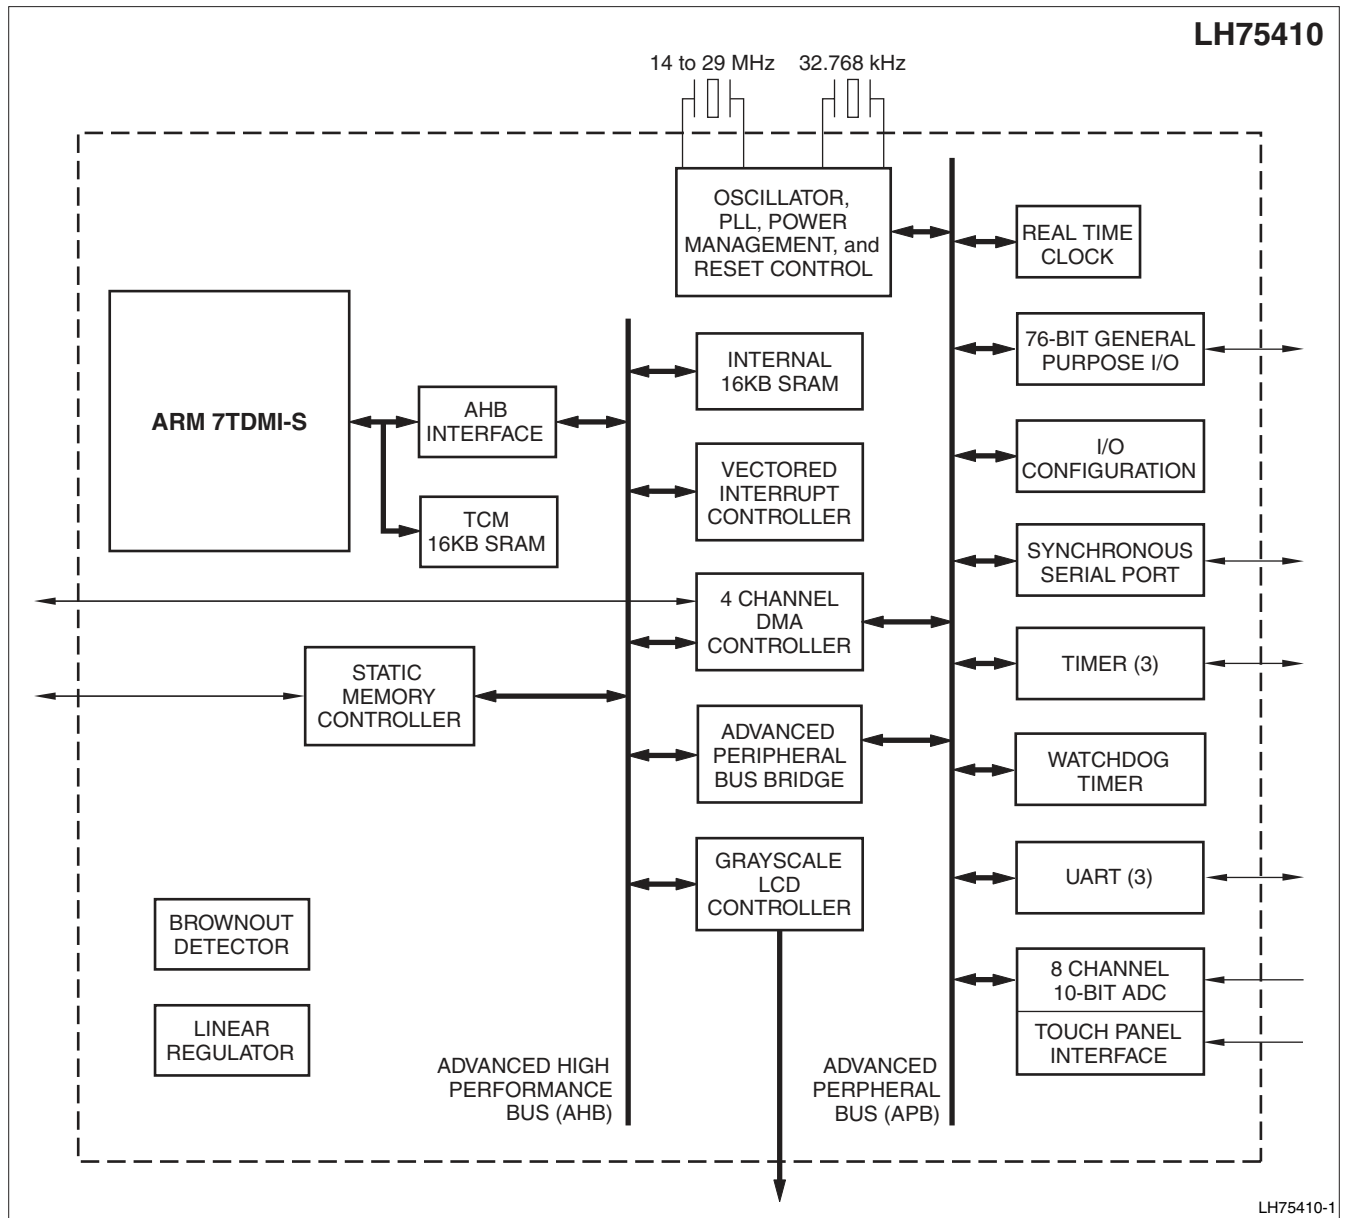 LH75410
14 to 29 MHz
32.768 kHz
OSCILLATOR,
PLL, POWER
MANAGEMENT, and
RESET CONTROL
REAL TIME
CLOCK
76-BIT GENERAL
PURPOSE I/O
INTERNAL
16KB SRAM
ARM 7TDMI-S
AHB
INTERFACE
I/O
CONFIGURATION
VECTORED
INTERRUPT
CONTROLLER
TCM
16KB SRAM
SYNCHRONOUS
SERIAL PORT
4 CHANNEL
DMA
CONTROLLER
TIMER (3)
STATIC
MEMORY
CONTROLLER
ADVANCED
PERIPHERAL
BUS BRIDGE
WATCHDOG
TIMER
GRAYSCALE
LCD
CONTROLLER
UART (3)
BROWNOUT
DETECTOR
8 CHANNEL
10-BIT ADC
LINEAR
REGULATOR
TOUCH PANEL
INTERFACE
ADVANCED HIGH
PERFORMANCE
BUS (AHB)
ADVANCED
PERPHERAL
BUS (APB)
LH75410-1